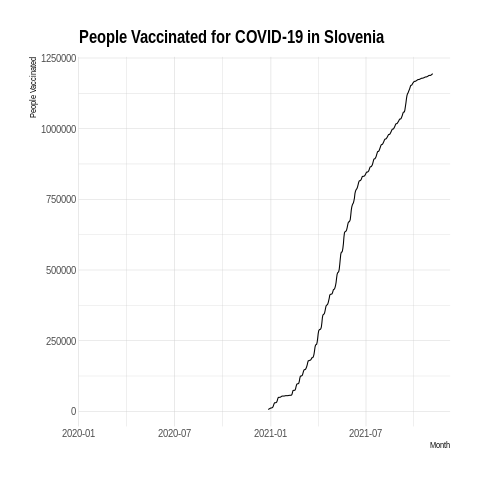 People Vaccinated for COVID-19 in Slovenia
People Vaccinated
1250000
1000000
750000
500000
250000
0
2020-01 2020-07 2021-01 2021-07
Month